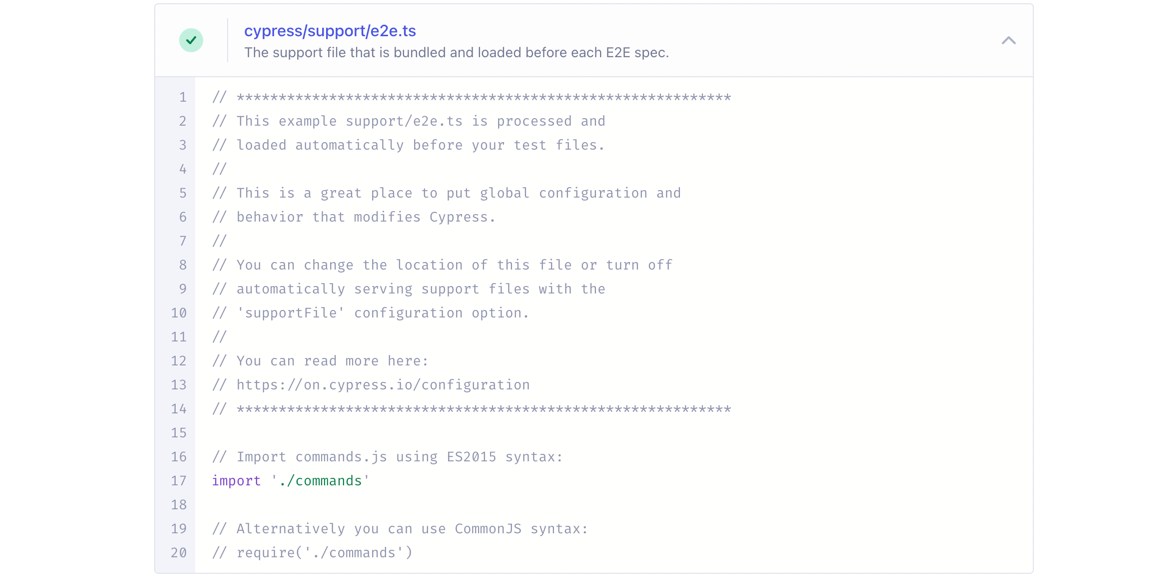 cypress/support/e2e.ts
The support file that is bundled and loaded before each E2E spec.
1 // ***********************************************************
2 // This example support/e2e.ts is processed and
3 // loaded automatically before your test files.
4 //
5 // This is a great place to put global configuration and
6 // behavior that modifies Cypress.
7 //
8 // You can change the location of this file or turn off
9 // automatically serving support files with the
10 // 'supportFile' configuration option.
11 //
12 // You can read more here:
13 // https://on.cypress.io/configuration
14 // ***********************************************************
15
16 // Import commands.js using ES2015 syntax:
17 import './commands'
18
19 // Alternatively you can use CommonJS syntax:
20 // require('./commands')